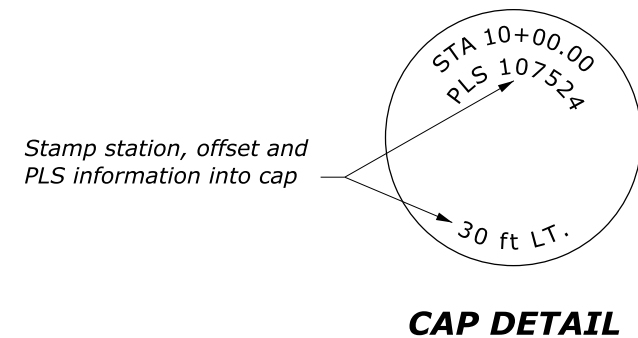 STA 10+00.00
PLS 107524
Stamp station, offset and
PLS information into cap
30 ft LT.
CAP DETAIL